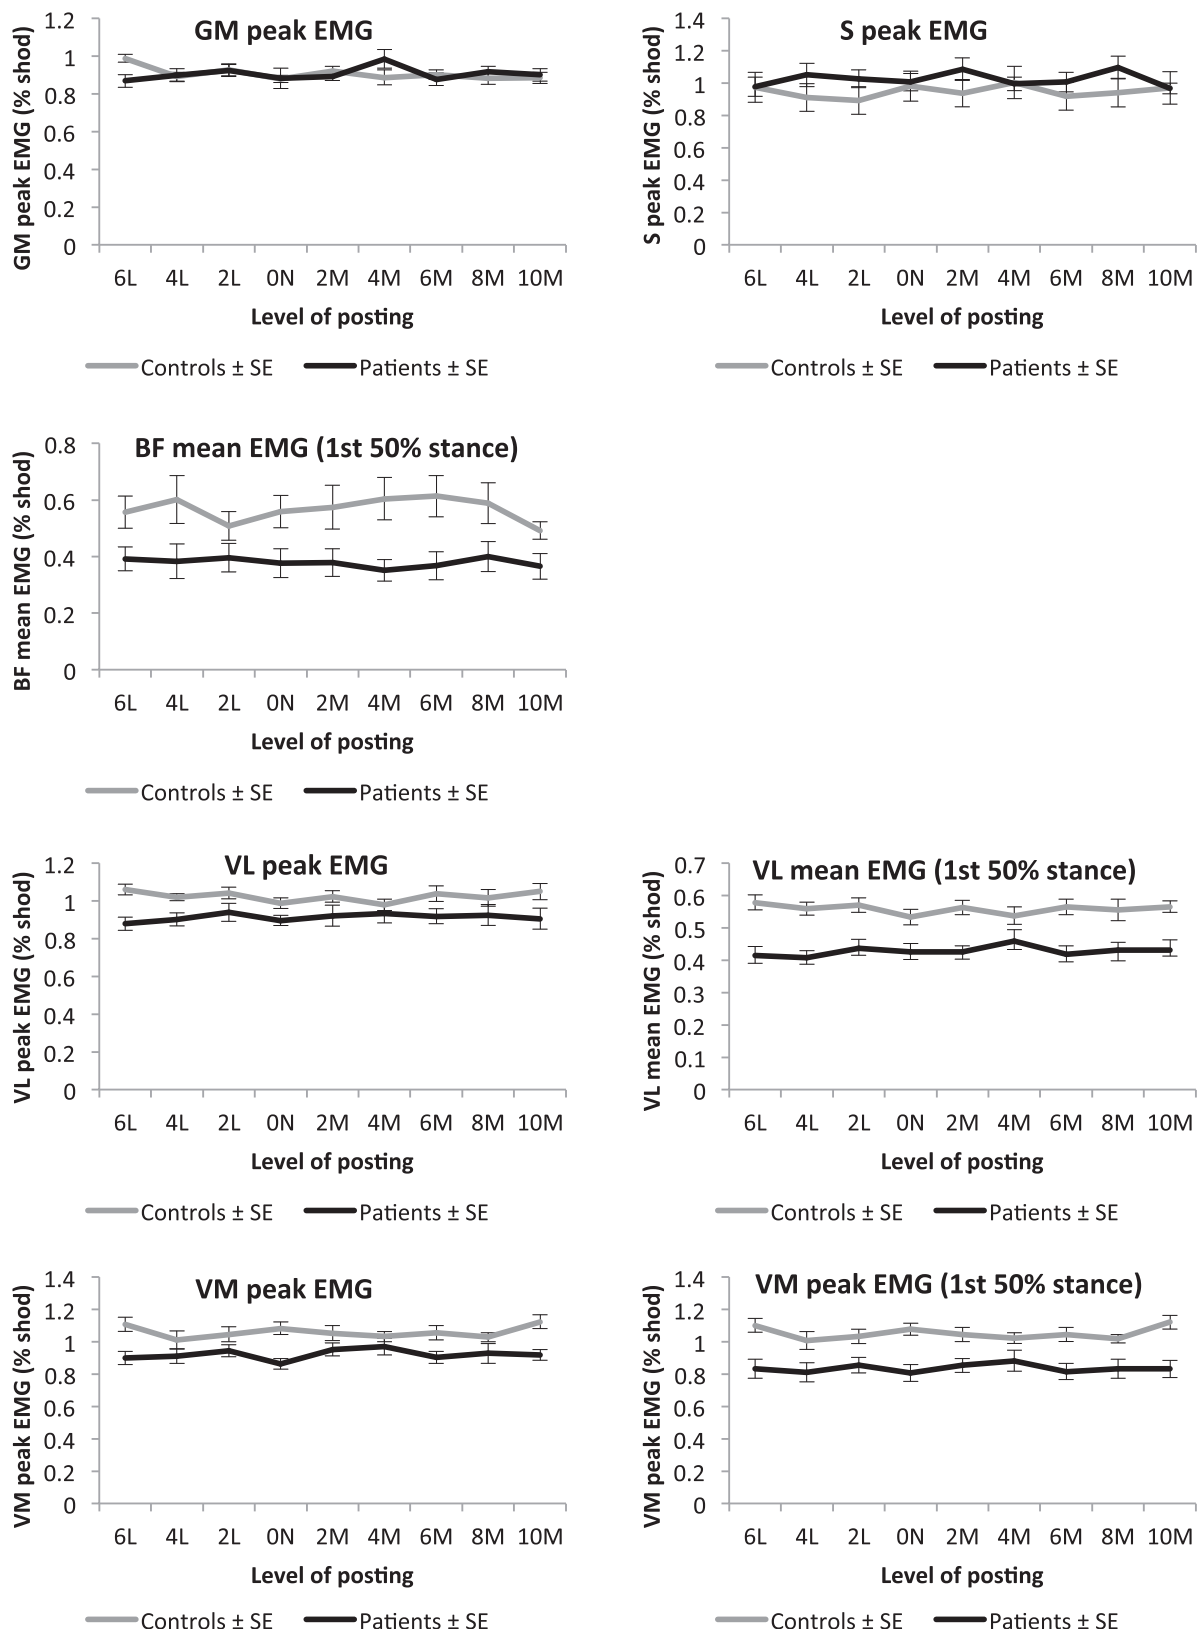 GM peak EMG
GM peak EMG (% shod)
1.2
1
0.8
0.6
0.4
0.2
0
6L 4L 2L 0N 2M 4M 6M 8M 10M
Level of posting
Controls ± SE Patients ± SE
S peak EMG
S peak EMG (% shod)
1.4
1.2
1
0.8
0.6
0.4
0.2
0
6L 4L 2L 0N 2M 4M 6M 8M 10M
Level of posting
Controls ± SE Patients ± SE
BF mean EMG (1st 50% stance)
BF mean EMG (% shod)
0.8
0.6
0.4
0.2
0
6L 4L 2L 0N 2M 4M 6M 8M 10M
Level of posting
Controls ± SE Patients ± SE
VL peak EMG
VL peak EMG (% shod)
1.2
1
0.8
0.6
0.4
0.2
0
6L 4L 2L 0N 2M 4M 6M 8M 10M
Level of posting
Controls ± SE Patients ± SE
VL mean EMG (1st 50% stance)
VL mean EMG (% shod)
0.7
0.6
0.5
0.4
0.3
0.2
0.1
0
6L 4L 2L 0N 2M 4M 6M 8M 10M
Level of posting
Controls ± SE Patients ± SE
VM peak EMG
VM peak EMG (% shod)
1.4
1.2
1
0.8
0.6
0.4
0.2
0
6L 4L 2L 0N 2M 4M 6M 8M 10M
Level of posting
Controls ± SE Patients ± SE
VM peak EMG (1st 50% stance)
VM peak EMG (% shod)
1.4
1.2
1
0.8
0.6
0.4
0.2
0
6L 4L 2L 0N 2M 4M 6M 8M 10M
Level of posting
Controls ± SE Patients ± SE